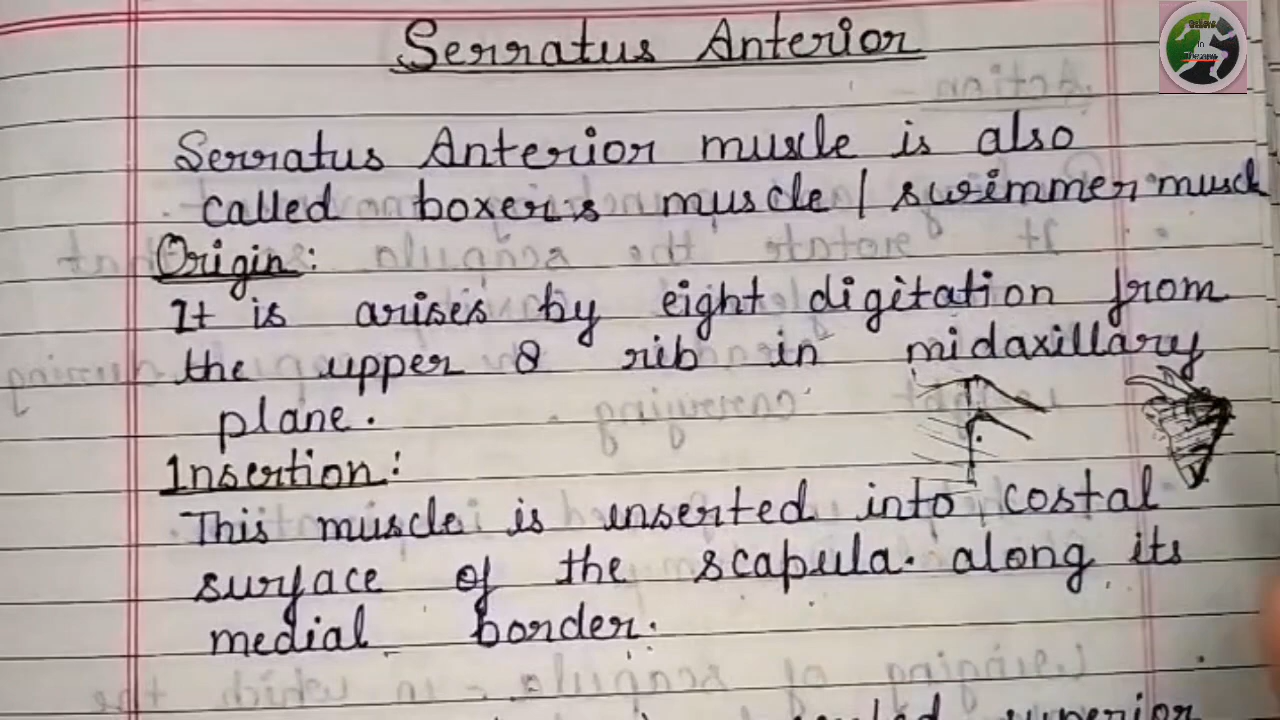 Serratus Anterior
Serratus Anterior muscle is also
called boxer's muscle / swimmer muscle
Origin:
It is arises by eight digitation from
the upper 8 rib in midaxillary
plane.
Insertion:
This muscle is inserted into costal
surface of the scapula. along its
medial border.
superior